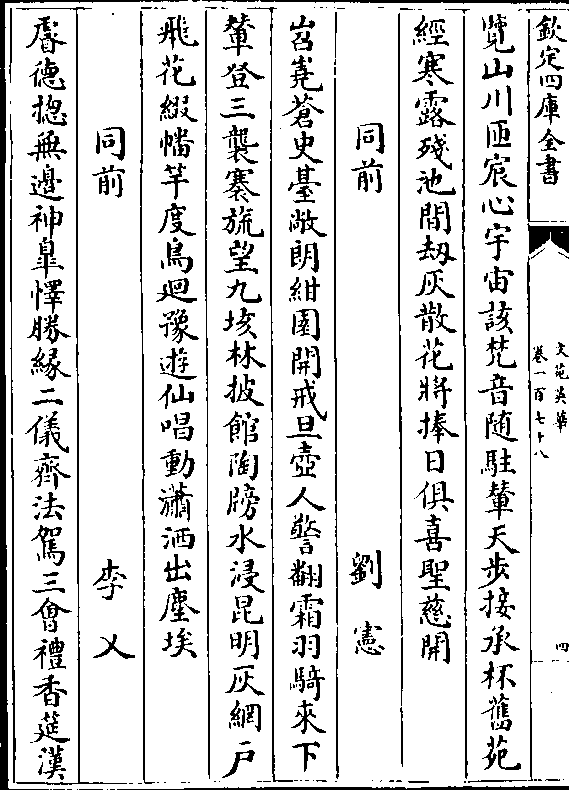 欽定四庫全書
文苑英華
卷一百七十八
四
覽山川匝宸心宇宙該梵音隨駐輦天步接承杯舊苑
經寒露殘池問劫灰散花將捧日俱喜聖慈開
同前 劉憲
岧嶤蒼史臺敞朗紺園開戒旦壺人警翻霜羽騎來下
輦登三襲褰旒望九垓林披館陶牓水浸昆明灰網戶
飛花綴幡竿度鳥迴豫遊仙唱動瀟洒出塵埃
同前 李乂
睿德揔無邊神臯懌勝緣二儀齊法駕三會禮香筵漢